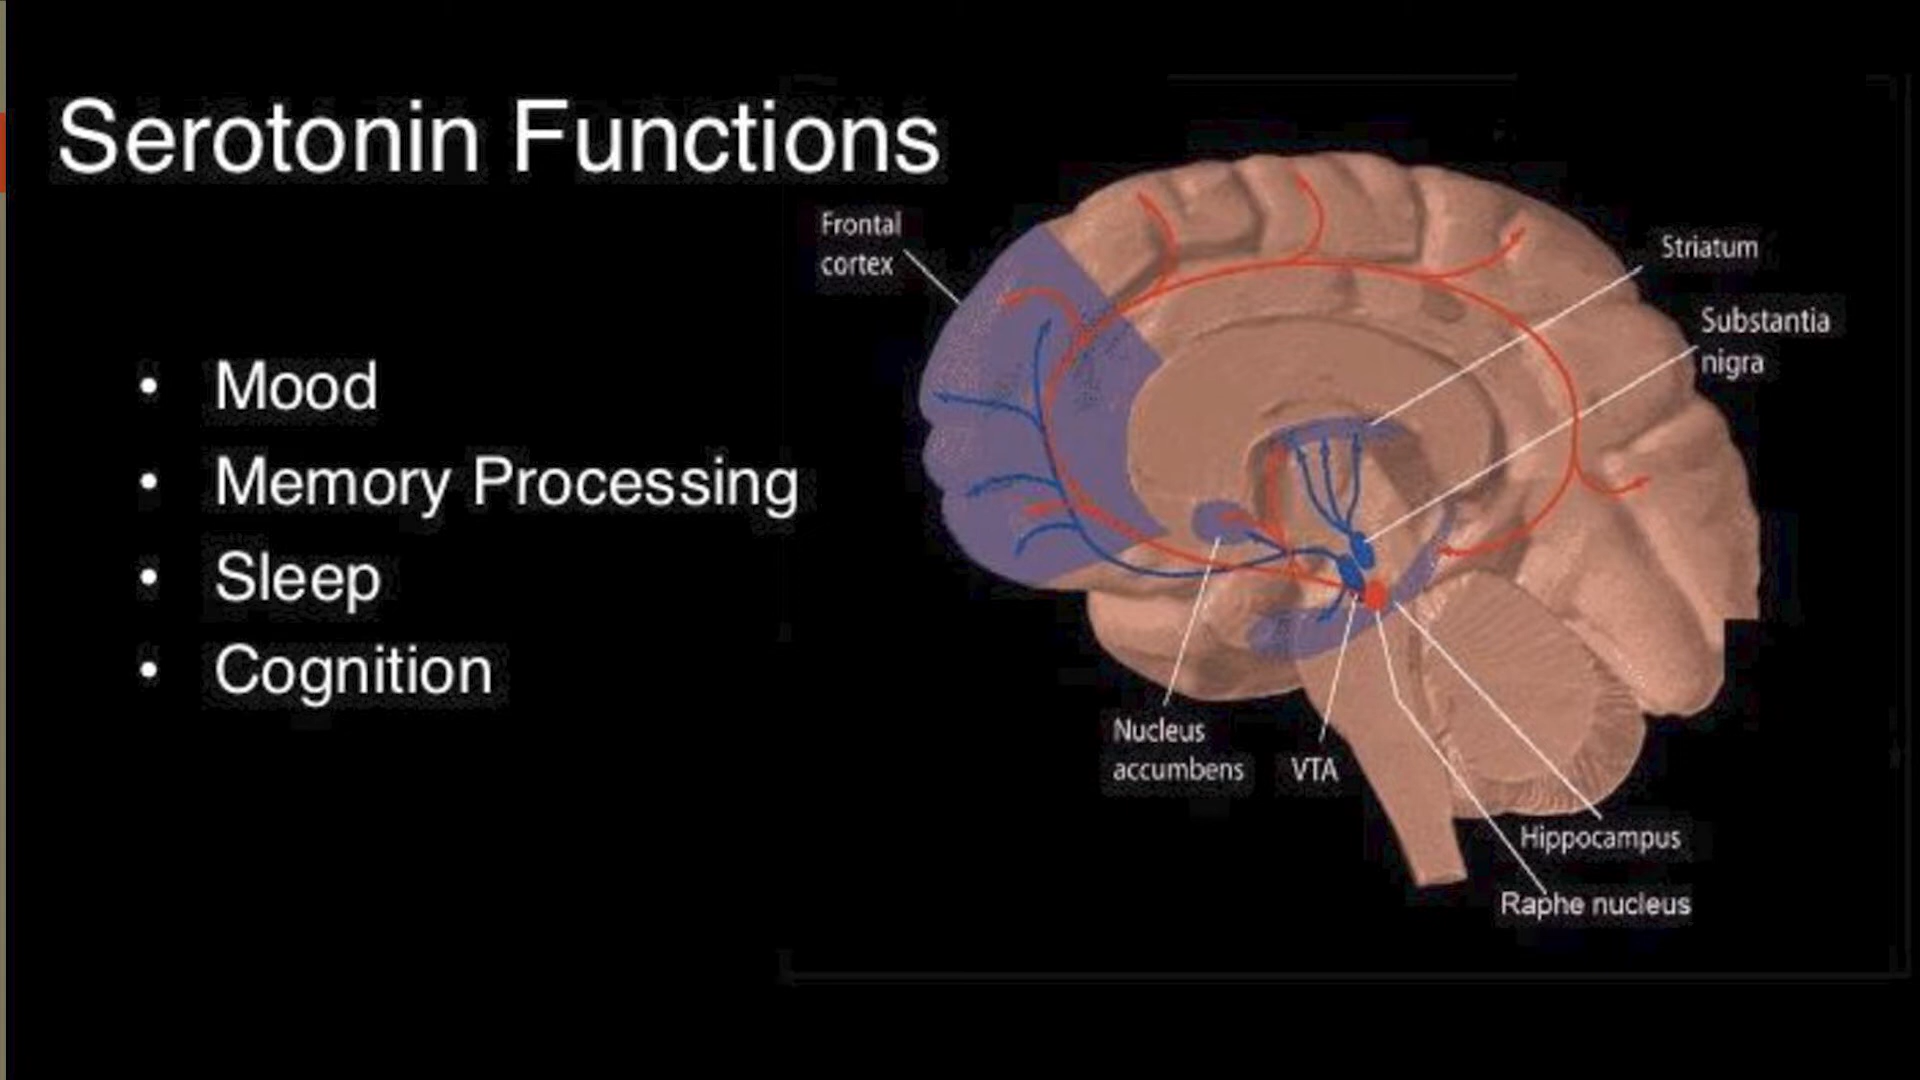 Serotonin Functions
• Mood
• Memory Processing
• Sleep
• Cognition
Frontal
cortex
Striatum
Substantia
nigra
Nucleus
accumbens
VTA
Hippocampus
Raphe nucleus